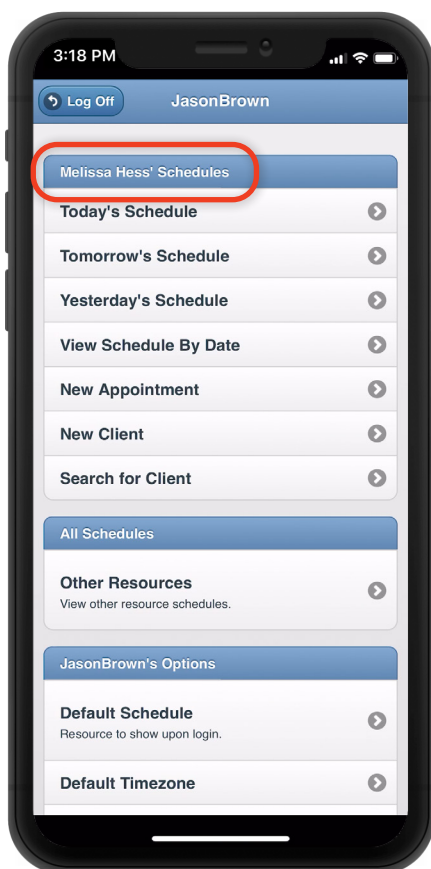 3:18 PM
Log Off
JasonBrown
Melissa Hess' Schedules
Today's Schedule
Tomorrow's Schedule
Yesterday's Schedule
View Schedule By Date
New Appointment
New Client
Search for Client
All Schedules
Other Resources
View other resource schedules.
JasonBrown's Options
Default Schedule
Resource to show upon login.
Default Timezone